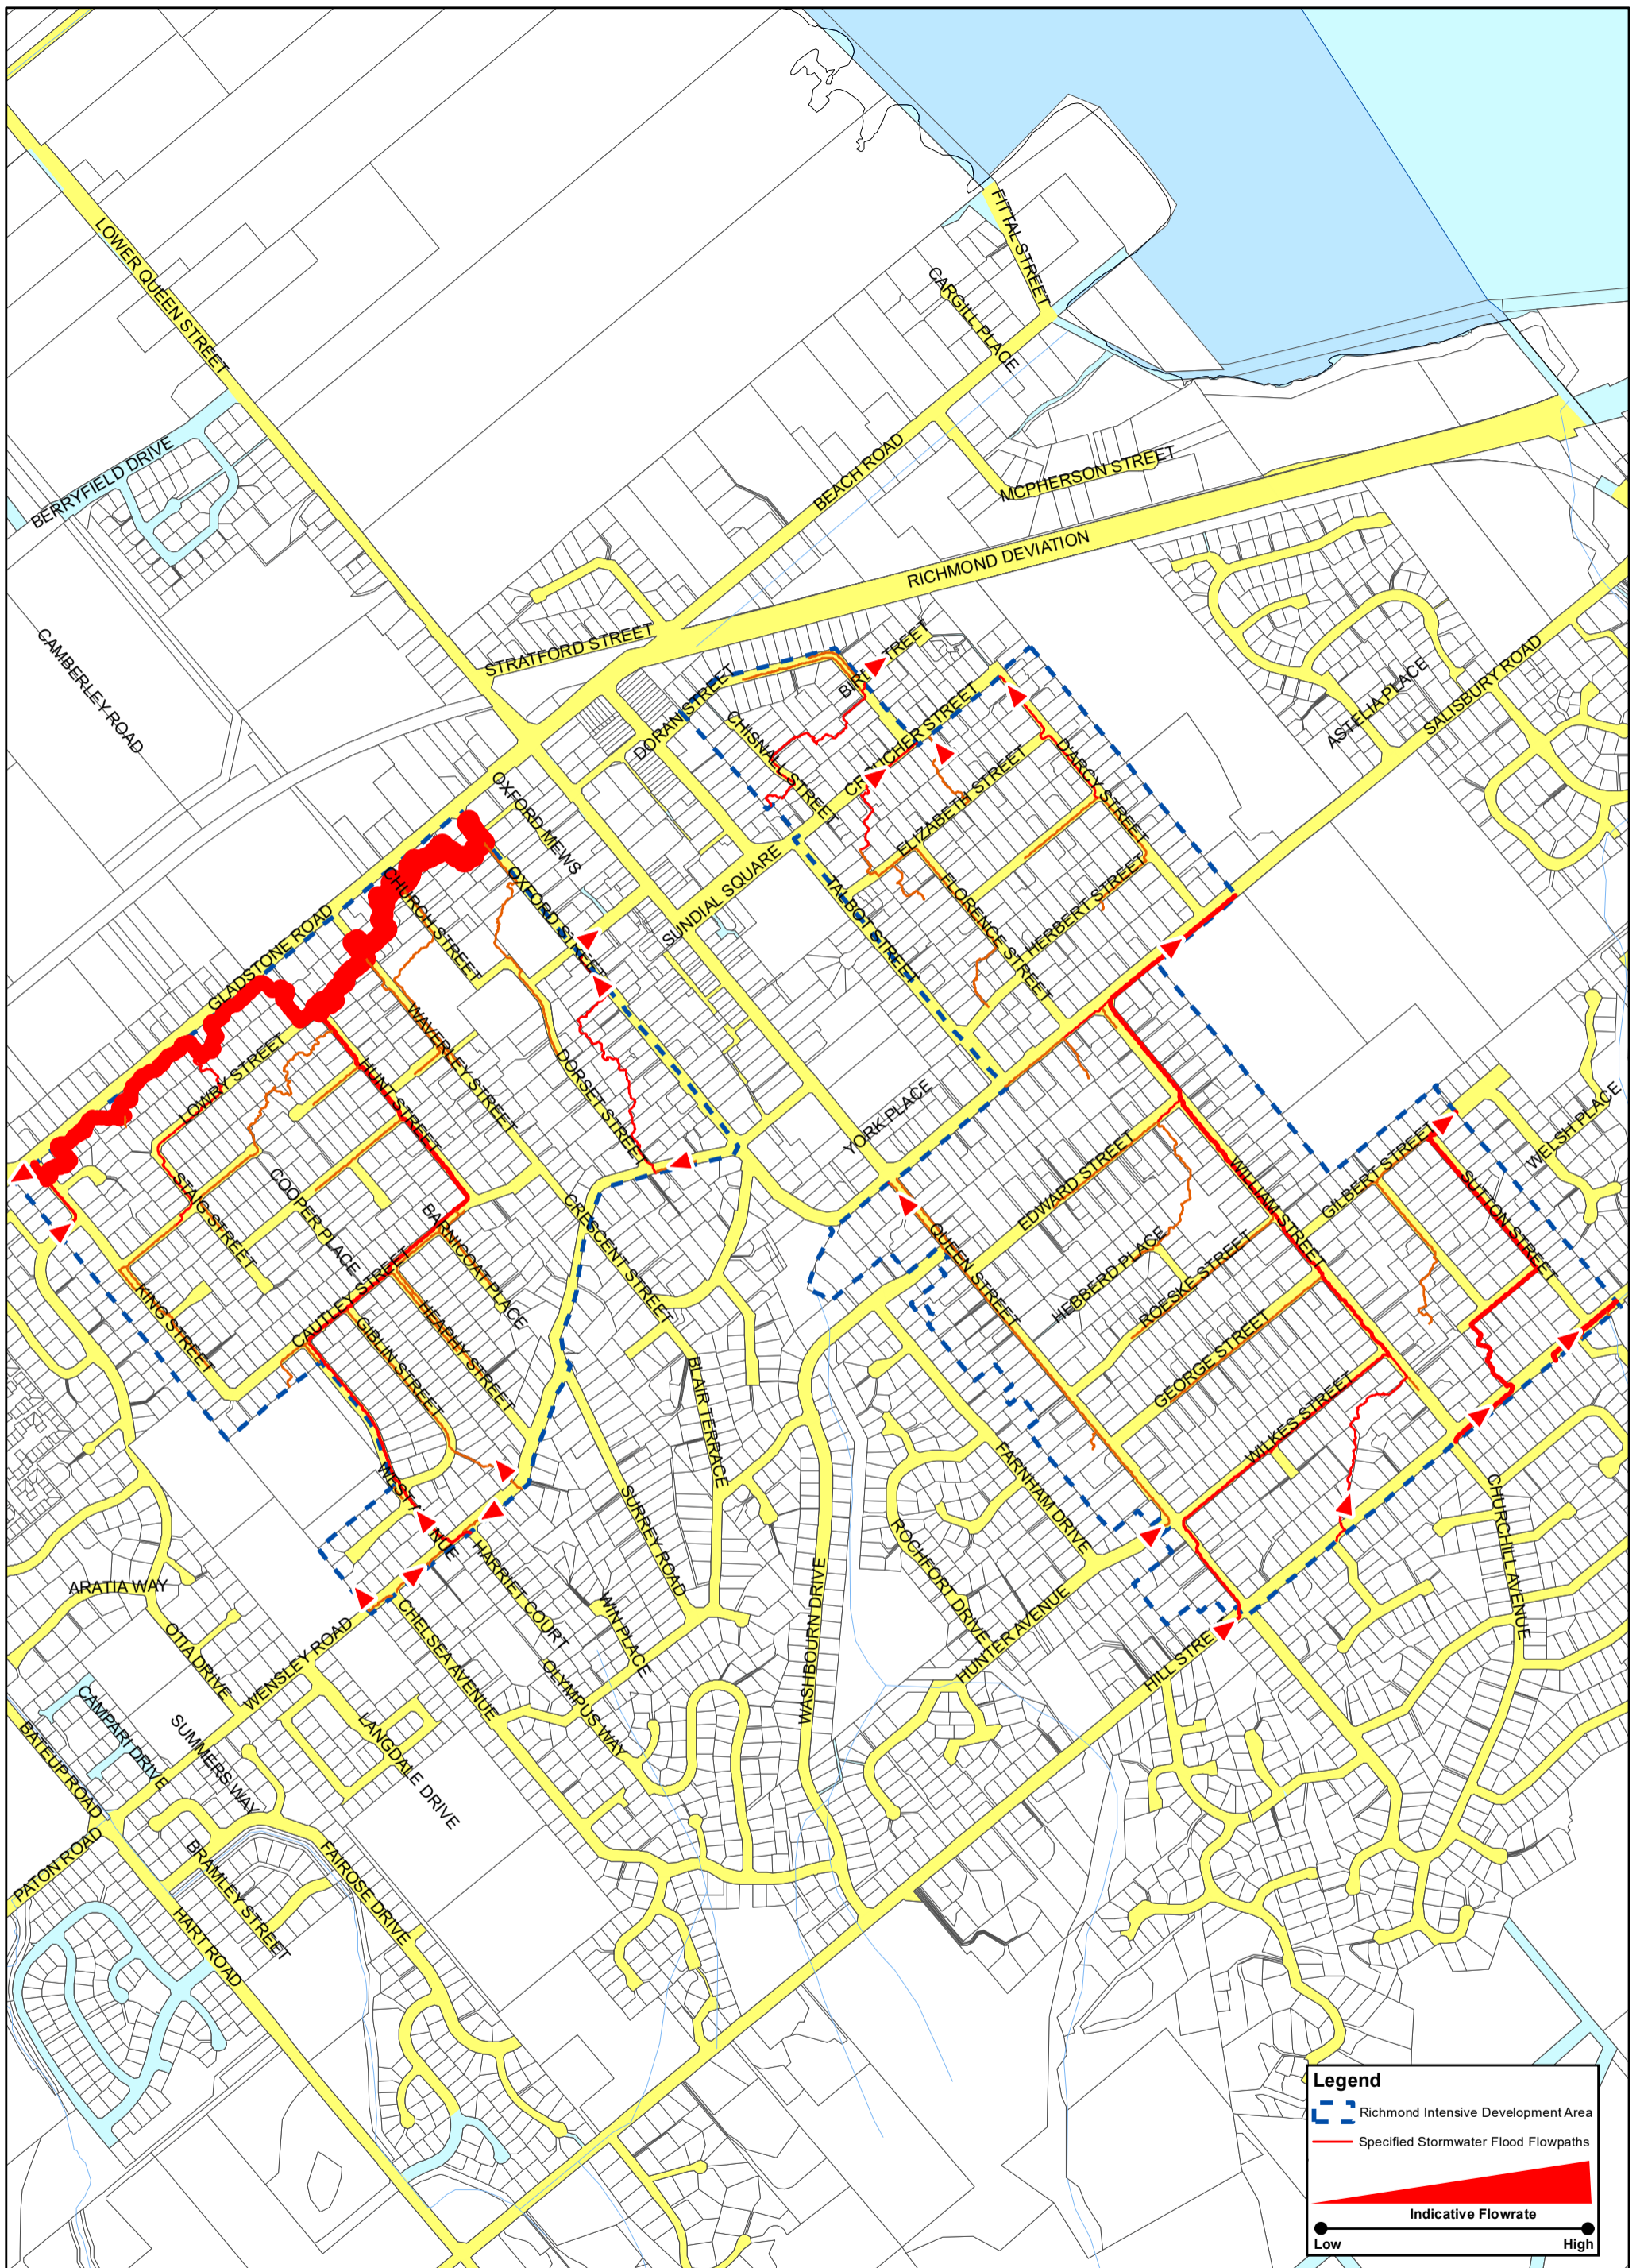 FITTAL STREET
LOWER QUEEN STREET
CARGILL PLACE
BERRYFIELD DRIVE
BEACH ROAD
MCPHERSON STREET
RICHMOND DEVIATION
CAMBERLEY ROAD
STRATFORD STREET
DORAN STREET
CHISNAL STREET
SALISBURY ROAD
ASTELIA PLACE
D'ARCY STREET
ELIZABETH STREET
OXFORD MEWS
OXFORD STREET
SUNDIAL SQUARE
TALBOT STREET
FLORENCE STREET
HERBERT STREET
CHURCH STREET
GLADSTONE ROAD
WAVERLEY STREET
LOWRY STREET
HUNT STREET
DORSET STREET
YORK PLACE
EDWARD STREET
WILLIAM STREET
GILBERT STREET
SUTTON STREET
WELSH PLACE
STAIG STREET
COOPER PLACE
BARNICOAT PLACE
CRESCENT STREET
QUEEN STREET
HEBBERD PLACE
ROESKE STREET
KING STREET
CAUTLEY STREET
GIBLIN STREET
HEAPHY STREET
GEORGE STREET
BLAIR TERRACE
WILKES STREET
FARNHAM DRIVE
SURREY ROAD
CHURCHILL AVENUE
ROCHFORT DRIVE
ARATIA WAY
OTIA DRIVE
HARRIET COURT
WIN PLACE
CHELSEA AVENUE
WASHBOURN DRIVE
HUNTER AVENUE
WENSLEY ROAD
OLYMPUS WAY
CAMPARI DRIVE
SUMMERS WAY
LANGDALE DRIVE
BATEUP ROAD
PATON ROAD
BRAMLEY STREET
FAIROSE DRIVE
HART ROAD
Legend
Richmond Intensive Development Area
Specified Stormwater Flood Flowpaths
Indicative Flowrate
Low High